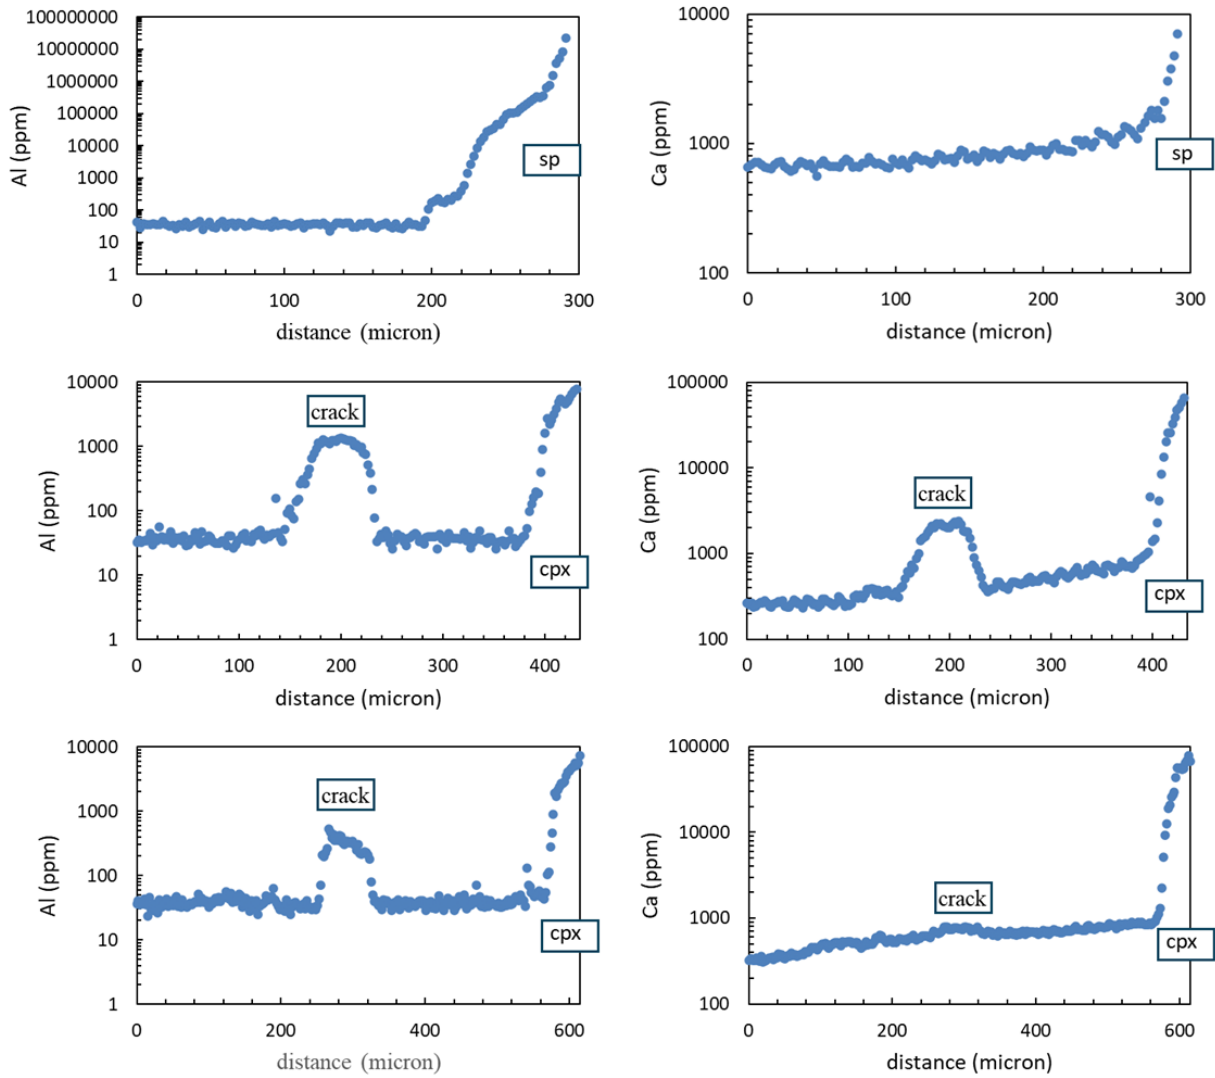 100000000
10000000
1000000
100000
10000
1000
100
10
1
Al (ppm)
sp
0 100 200 300
distance (micron)
10000
1000
100
Ca (ppm)
sp
0 100 200 300
distance (micron)
10000
1000
100
10
1
Al (ppm)
crack
cpx
0 100 200 300 400
distance (micron)
100000
10000
1000
100
Ca (ppm)
crack
cpx
0 100 200 300 400
distance (micron)
10000
1000
100
10
1
Al (ppm)
crack
cpx
0 200 400 600
distance (micron)
100000
10000
1000
100
Ca (ppm)
crack
cpx
0 200 400 600
distance (micron)